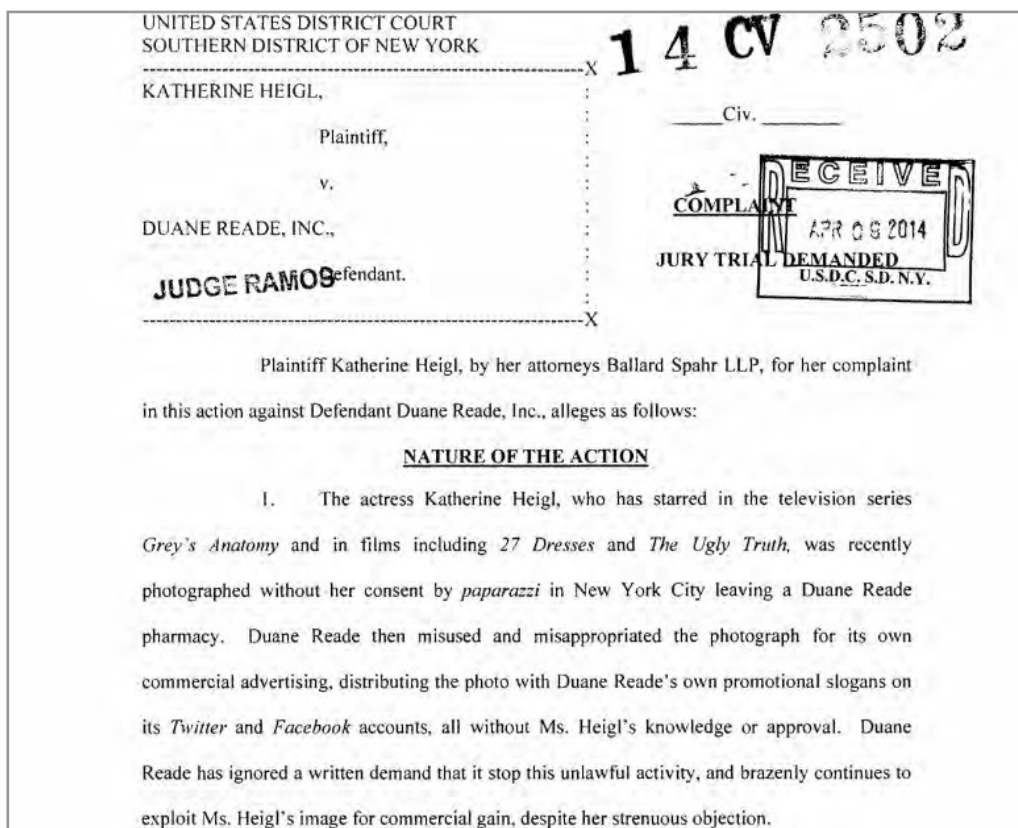 UNITED STATES DISTRICT COURT
SOUTHERN DISTRICT OF NEW YORK
14 CV 2502
----------------------------------------------------------------X
KATHERINE HEIGL,
____Civ. _______
Plaintiff,
v.
RECEIVED
COMPLAINT
DUANE READE, INC.,
APR 09 2014
JURY TRIAL DEMANDED
JUDGE RAMOS
Defendant.
U.S.D.C. S.D. N.Y.
----------------------------------------------------------------X
Plaintiff Katherine Heigl, by her attorneys Ballard Spahr LLP, for her complaint
in this action against Defendant Duane Reade, Inc., alleges as follows:
NATURE OF THE ACTION
1. The actress Katherine Heigl, who has starred in the television series
Grey's Anatomy and in films including 27 Dresses and The Ugly Truth, was recently
photographed without her consent by paparazzi in New York City leaving a Duane Reade
pharmacy. Duane Reade then misused and misappropriated the photograph for its own
commercial advertising, distributing the photo with Duane Reade's own promotional slogans on
its Twitter and Facebook accounts, all without Ms. Heigl's knowledge or approval. Duane
Reade has ignored a written demand that it stop this unlawful activity, and brazenly continues to
exploit Ms. Heigl's image for commercial gain, despite her strenuous objection.